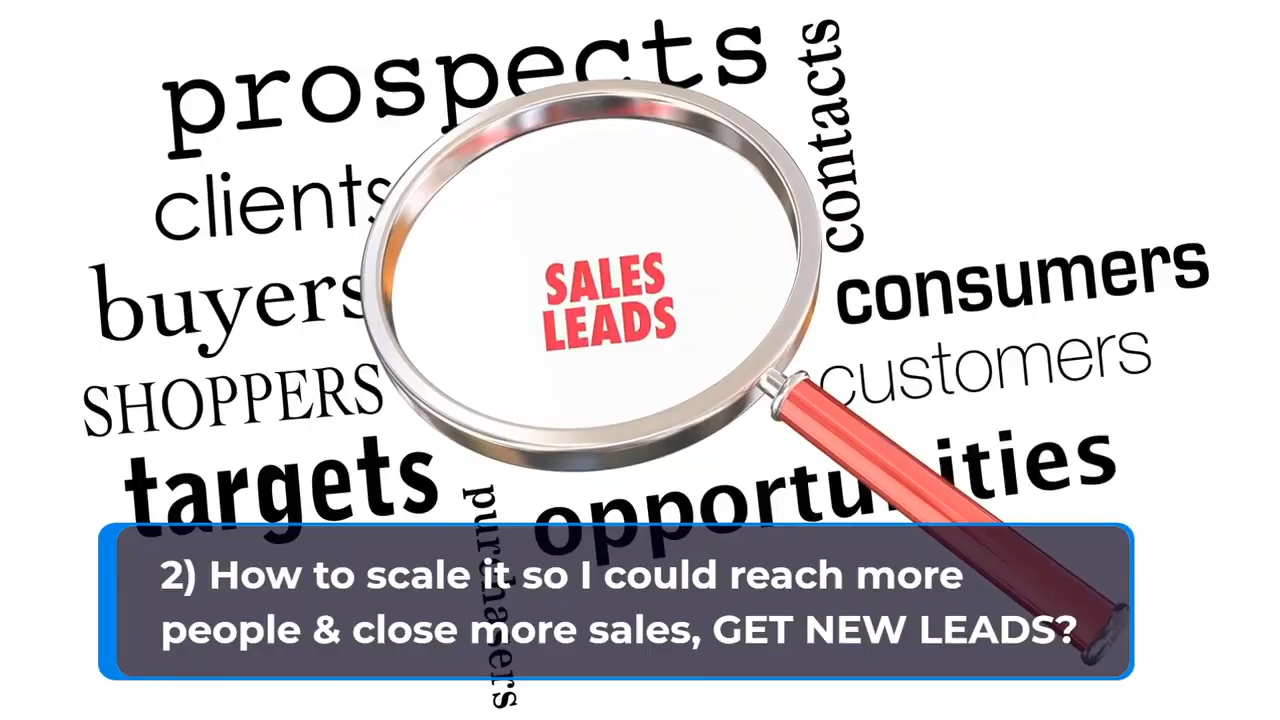 prospects
contacts
clients
buyers
SALES
LEADS
consumers
SHOPPERS
customers
targets
opportunities
purchasers
2) How to scale it so I could reach more
people & close more sales, GET NEW LEADS?